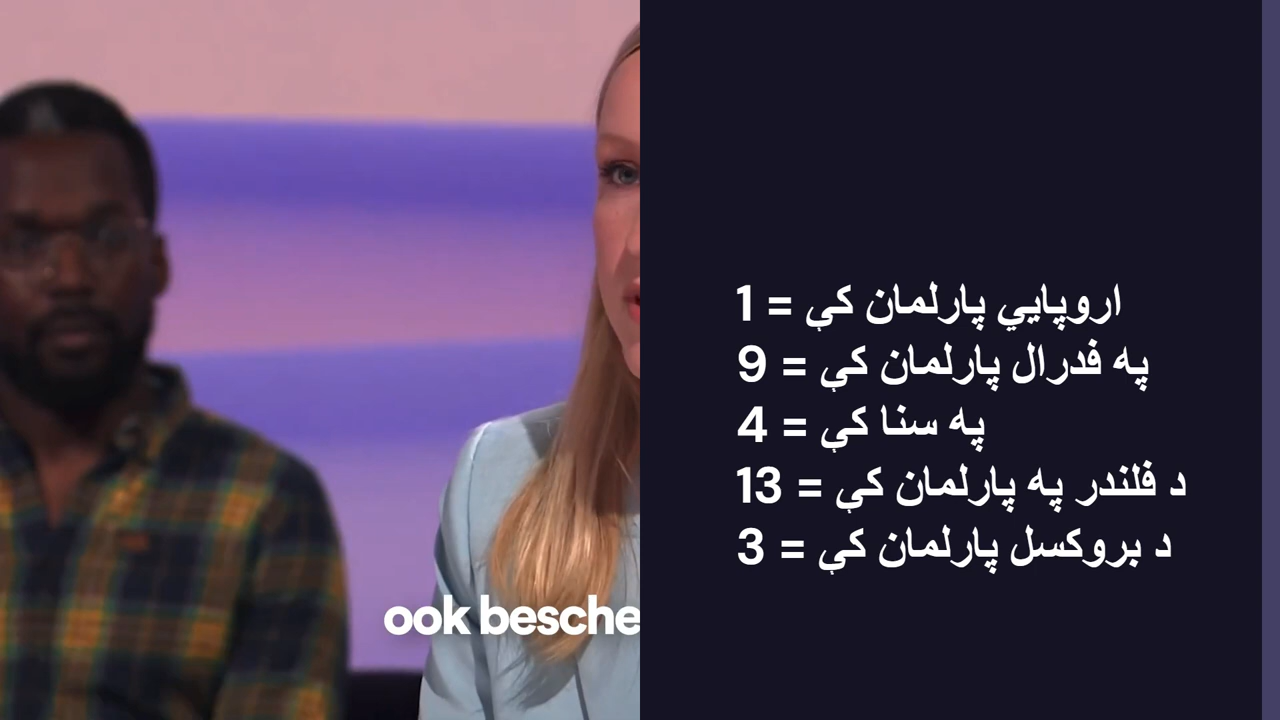 ook besche
اروپايي پارلمان کې = 1
په فدرال پارلمان کې = 9
په سنا کې = 4
د فلندر په پارلمان کې = 13
د بروکسل پارلمان کې = 3